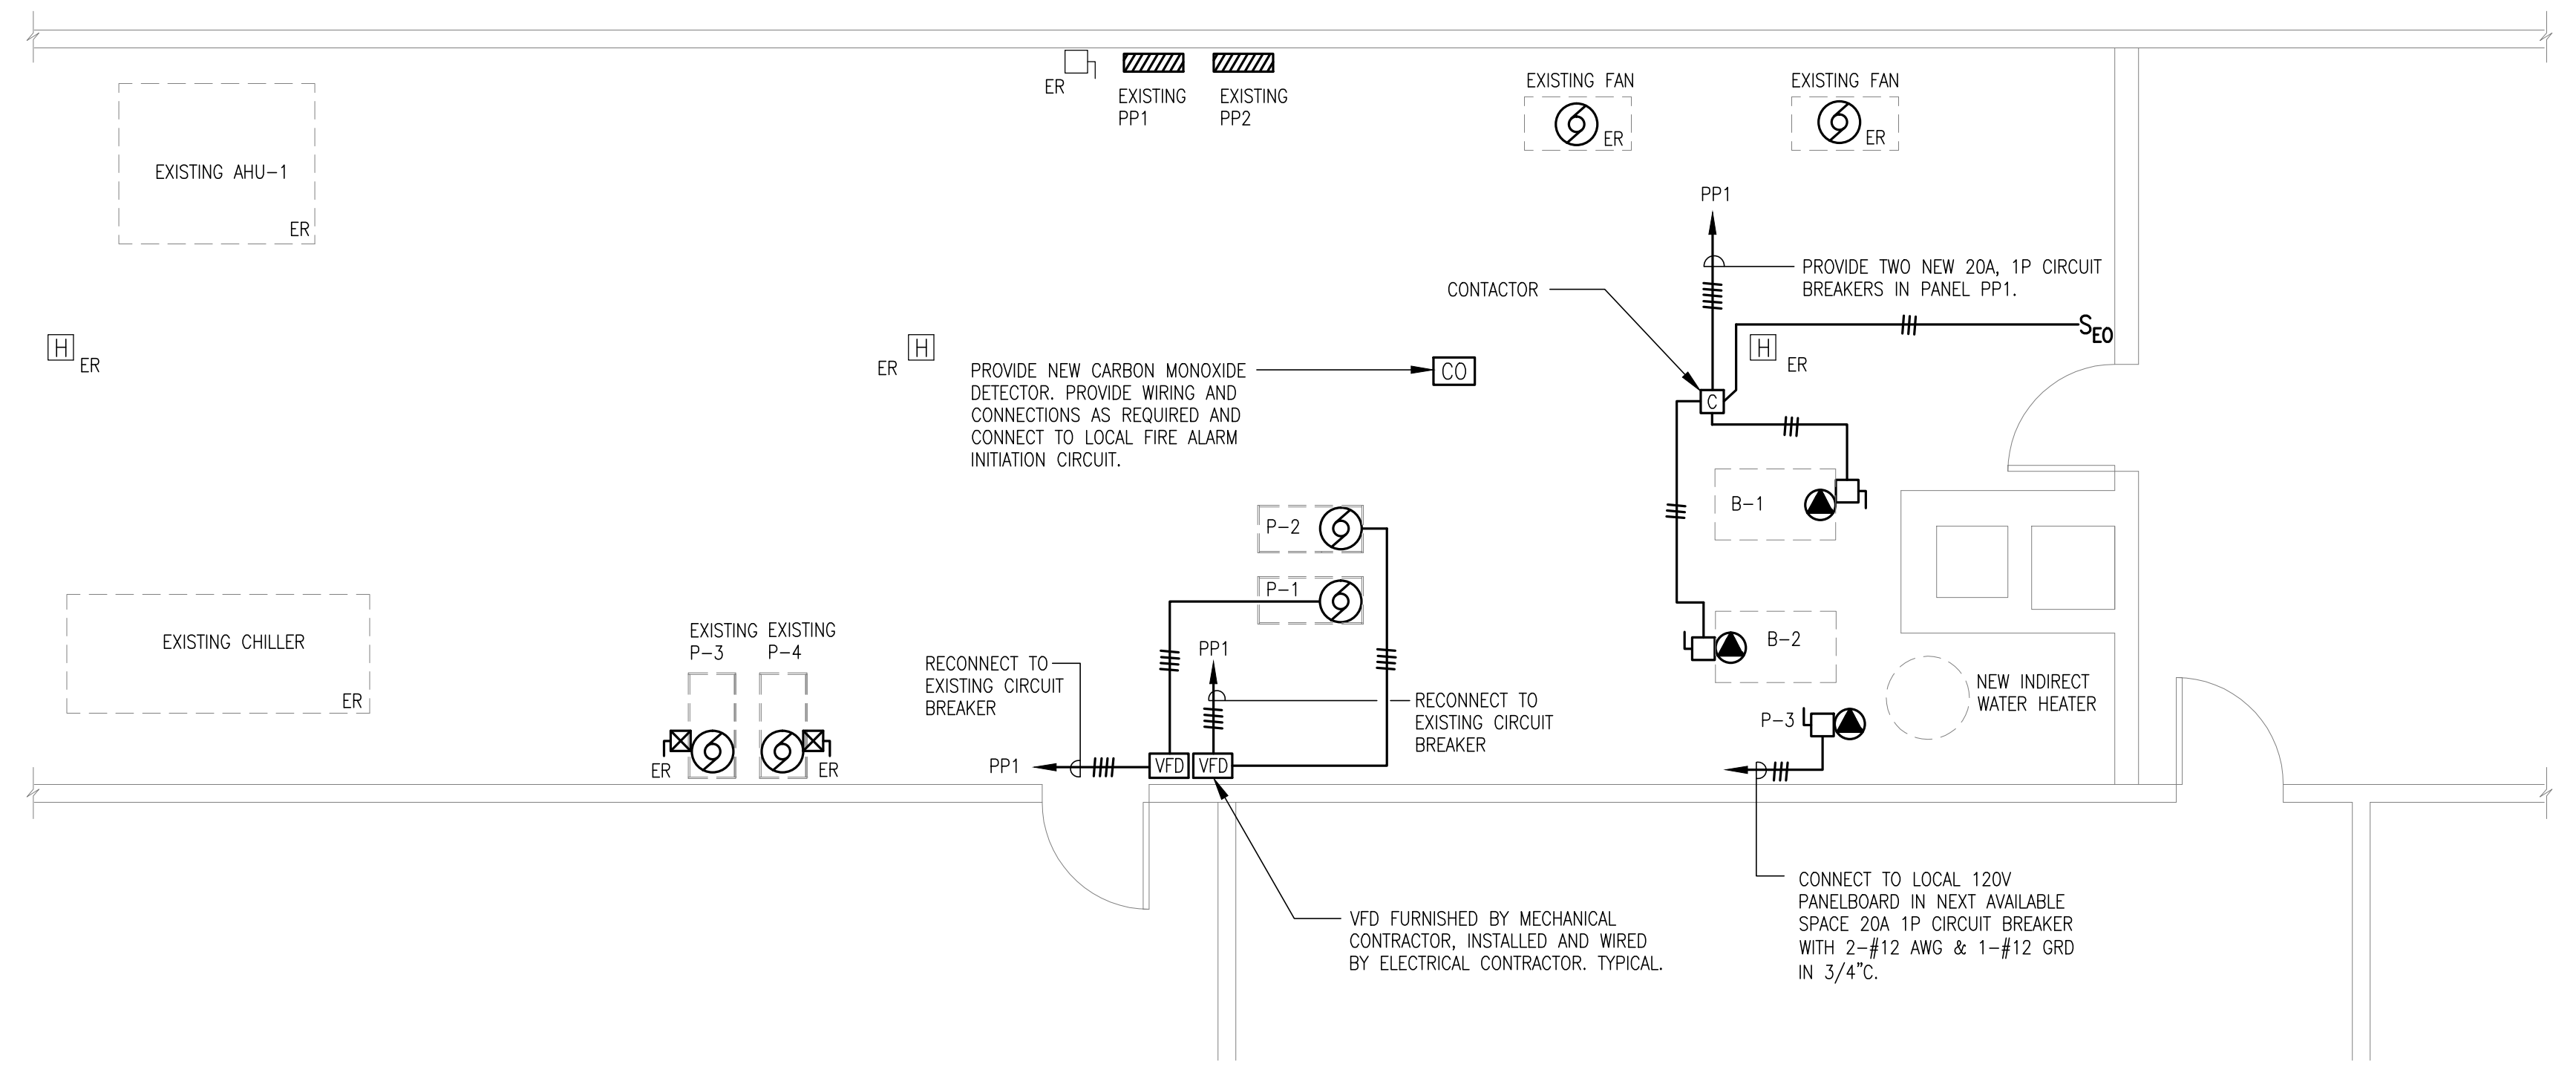 ER
EXISTING
PP1
EXISTING
PP2
EXISTING FAN
ER
EXISTING FAN
ER
EXISTING AHU-1
ER
PP1
PROVIDE TWO NEW 20A, 1P CIRCUIT
BREAKERS IN PANEL PP1.
CONTACTOR
SEO
H
ER
H
ER
H
ER
PROVIDE NEW CARBON MONOXIDE
DETECTOR. PROVIDE WIRING AND
CONNECTIONS AS REQUIRED AND
CONNECT TO LOCAL FIRE ALARM
INITIATION CIRCUIT.
CO
C
B-1
P-2
P-1
B-2
EXISTING CHILLER
ER
EXISTING
P-3
EXISTING
P-4
ER
ER
RECONNECT TO
EXISTING CIRCUIT
BREAKER
PP1
RECONNECT TO
EXISTING CIRCUIT
BREAKER
PP1
VFD
VFD
P-3
NEW INDIRECT
WATER HEATER
VFD FURNISHED BY MECHANICAL
CONTRACTOR, INSTALLED AND WIRED
BY ELECTRICAL CONTRACTOR. TYPICAL.
CONNECT TO LOCAL 120V
PANELBOARD IN NEXT AVAILABLE
SPACE 20A 1P CIRCUIT BREAKER
WITH 2-#12 AWG & 1-#12 GRD
IN 3/4"C.